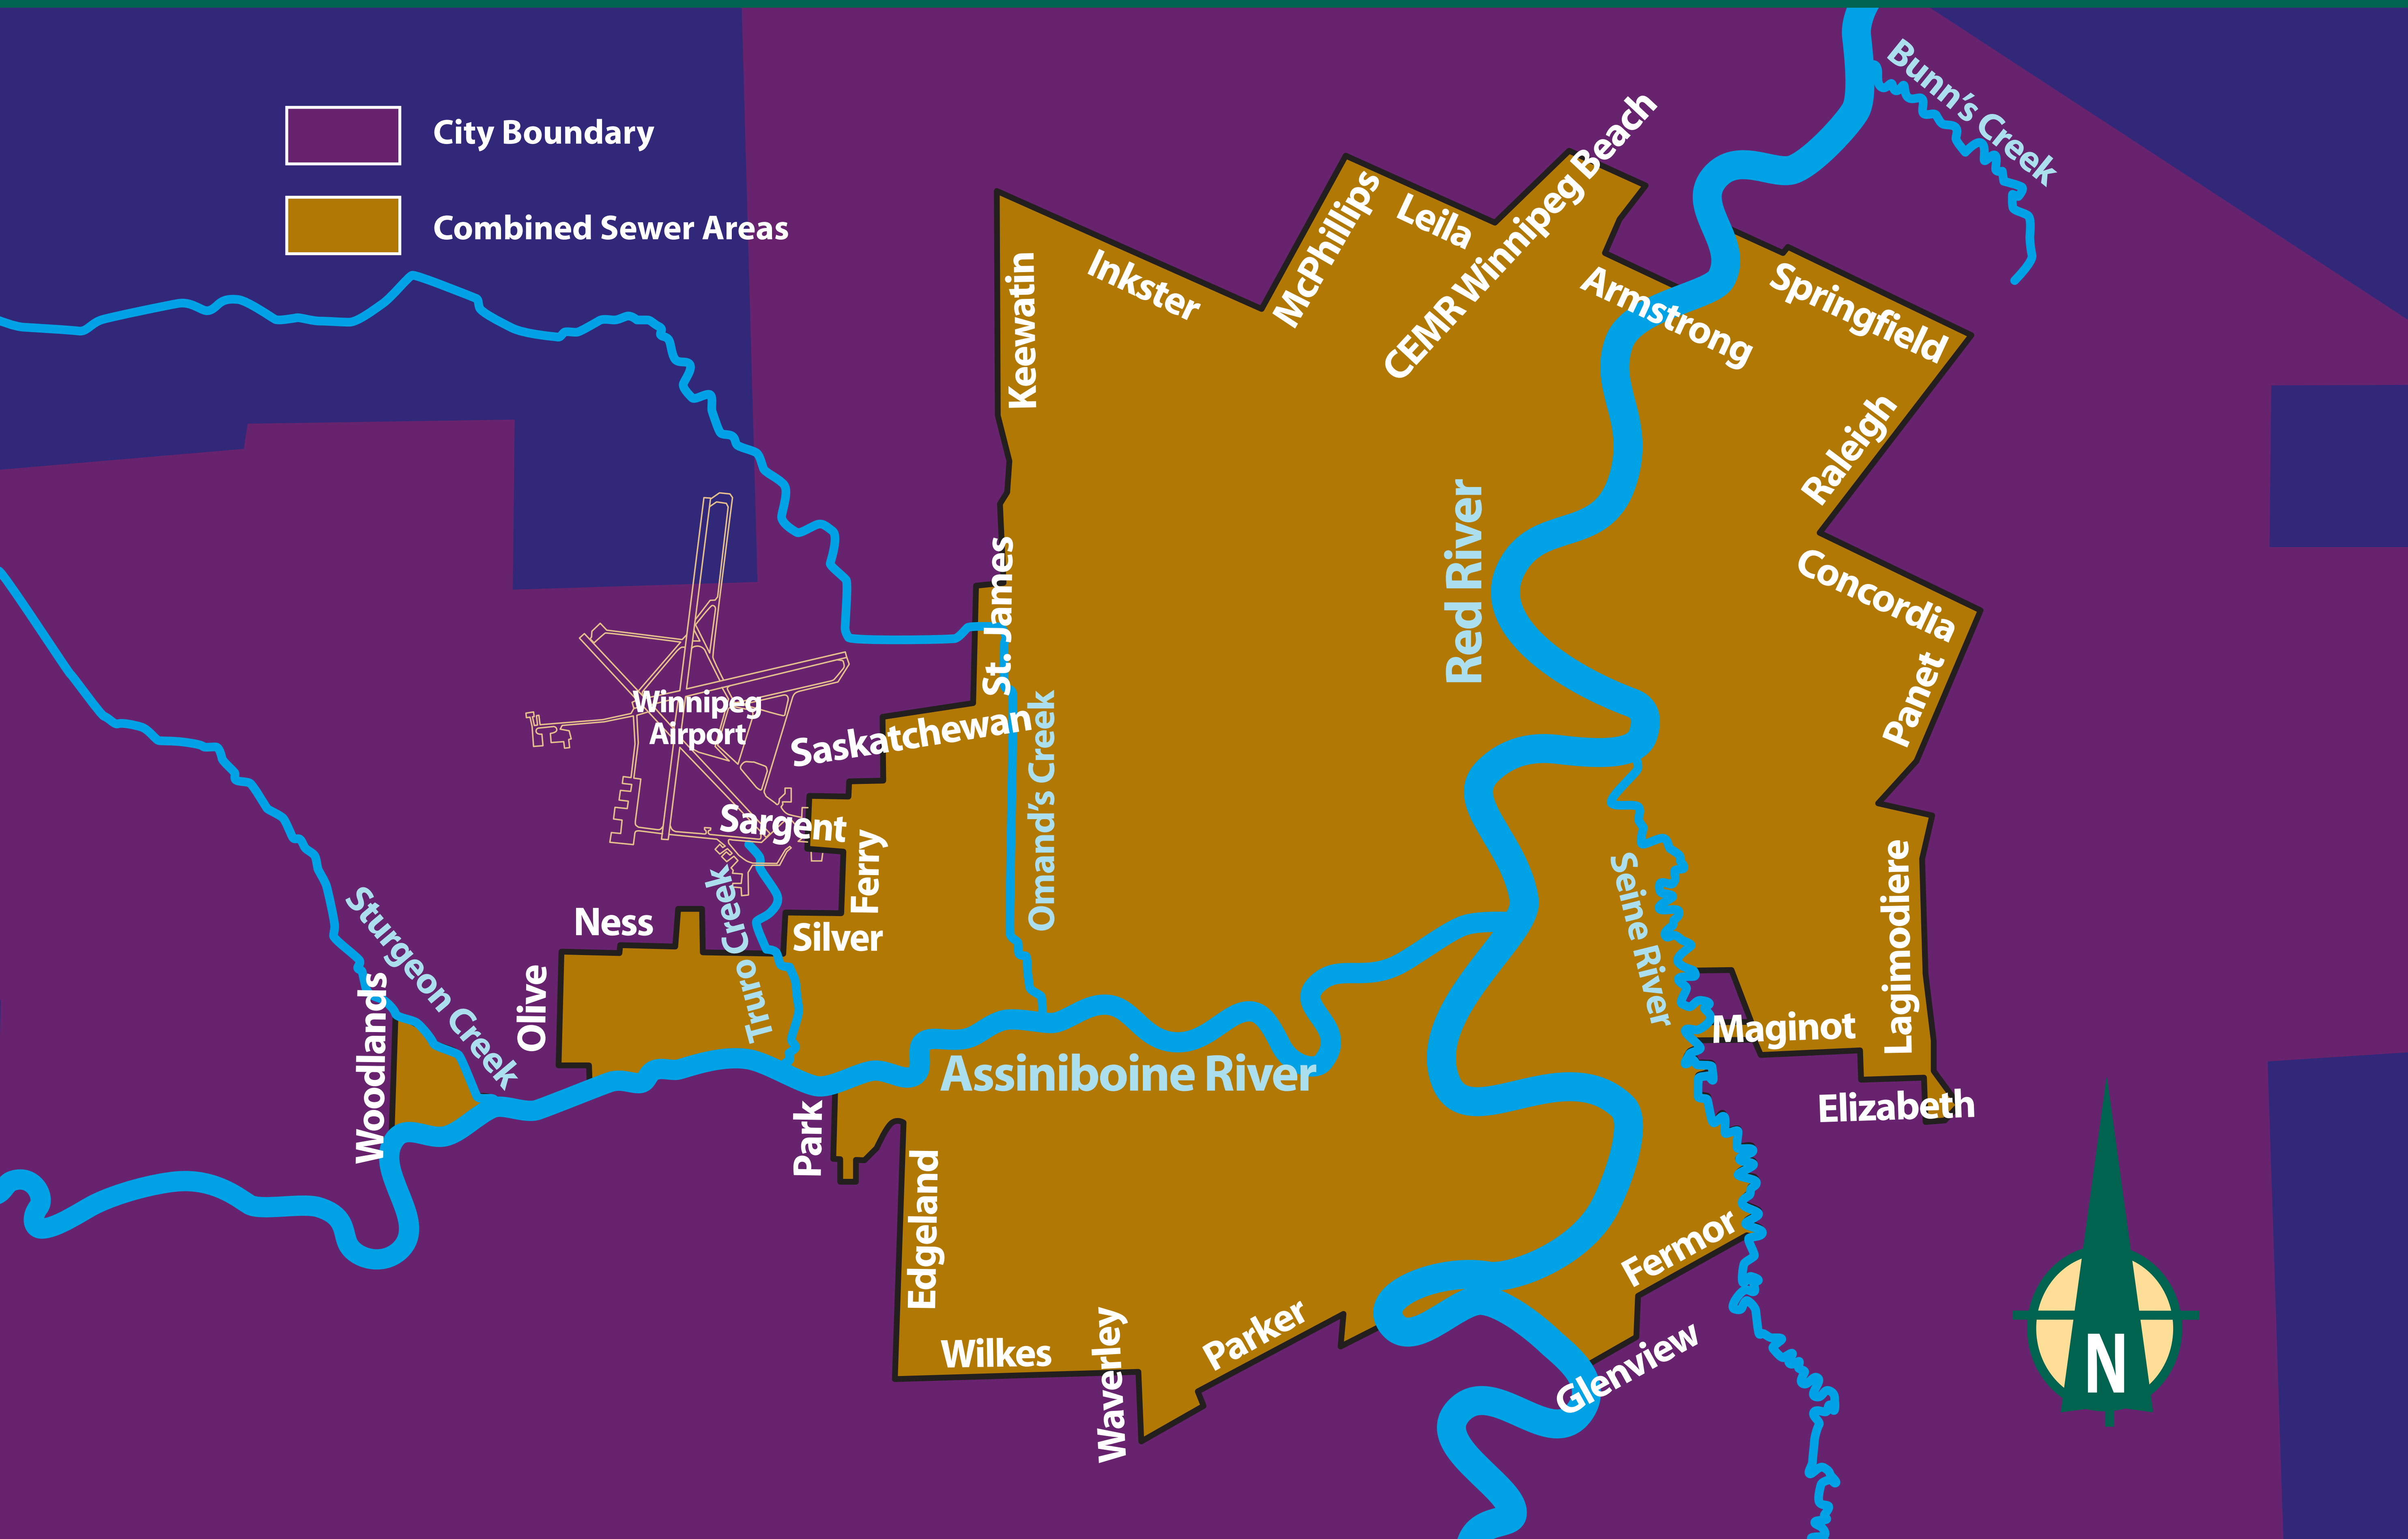 City Boundary
Combined Sewer Areas
Bunn's Creek
Keewatin
Inkster
McPhillips
Leila
CEMR Winnipeg Beach
Armstrong
Springfield
Raleigh
Concordia
Panet
Red River
St. James
Winnipeg
Airport
Saskatchewan
Omand's Creek
Sargent
Ferry
Truro Creek
Ness
Silver
Olive
Sturgeon Creek
Woodlands
Seine River
Lagimodiere
Maginot
Elizabeth
Assiniboine River
Park
Edgeland
Wilkes
Waverley
Parker
Fermor
Glenview
N